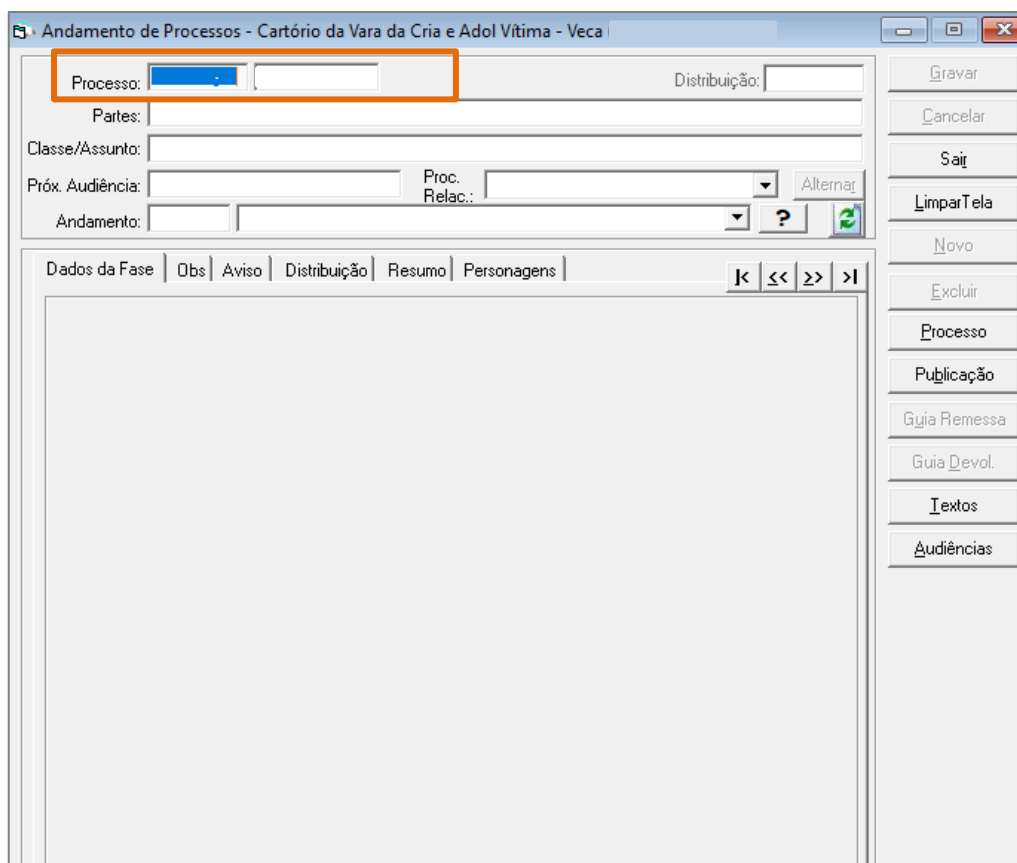 Andamento de Processos - Cartório da Vara da Cria e Adol Vítima - Veca
Processo: -
Distribuição:
Partes:
Classe/Assunto:
Próx. Audiência:
Proc. Relac.:
Alternar
Andamento:
?
Dados da Fase Obs Aviso Distribuição Resumo Personagens
|< << >> >|
Gravar
Cancelar
Sair
LimparTela
Novo
Excluir
Processo
Publicação
Guia Remessa
Guia Devol.
Textos
Audiências